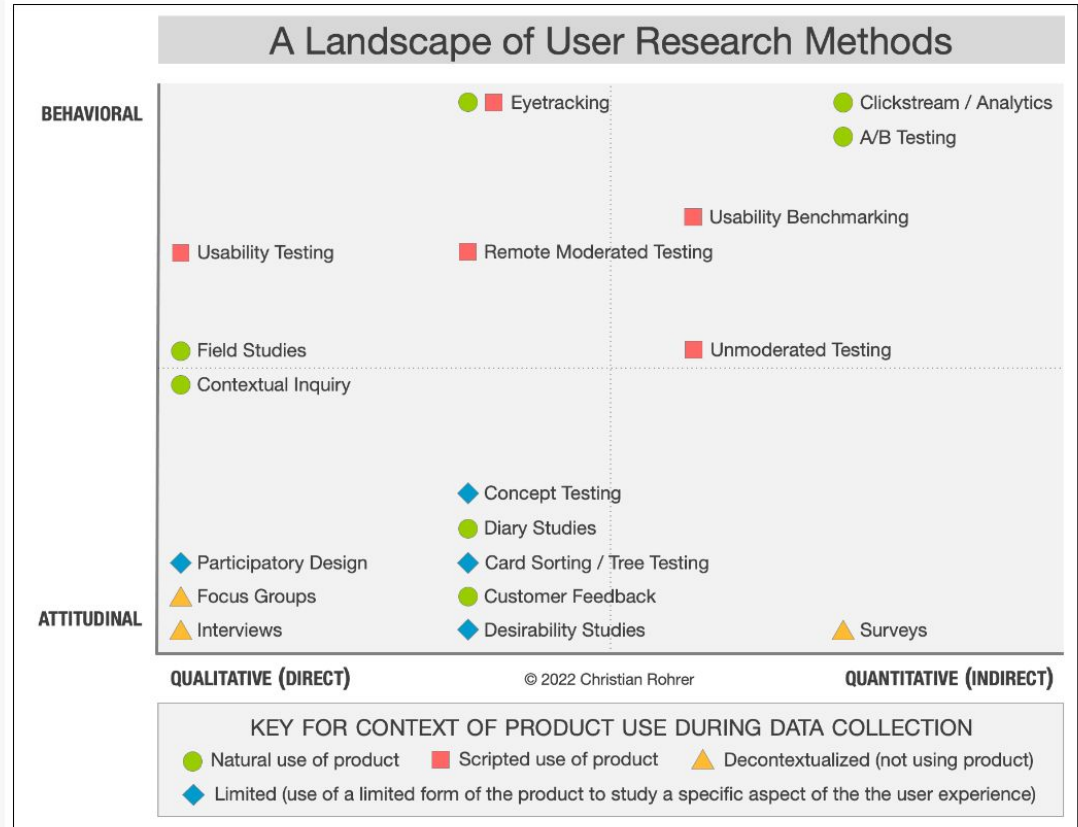 A Landscape of User Research Methods
BEHAVIORAL
Eyetracking
Clickstream / Analytics
A/B Testing
Usability Benchmarking
Usability Testing
Remote Moderated Testing
Field Studies
Unmoderated Testing
Contextual Inquiry
Concept Testing
Diary Studies
Participatory Design
Card Sorting / Tree Testing
Focus Groups
Customer Feedback
ATTITUDINAL
Interviews
Desirability Studies
Surveys
QUALITATIVE (DIRECT)
© 2022 Christian Rohrer
QUANTITATIVE (INDIRECT)
KEY FOR CONTEXT OF PRODUCT USE DURING DATA COLLECTION
Natural use of product
Scripted use of product
Decontextualized (not using product)
Limited (use of a limited form of the product to study a specific aspect of the the user experience)